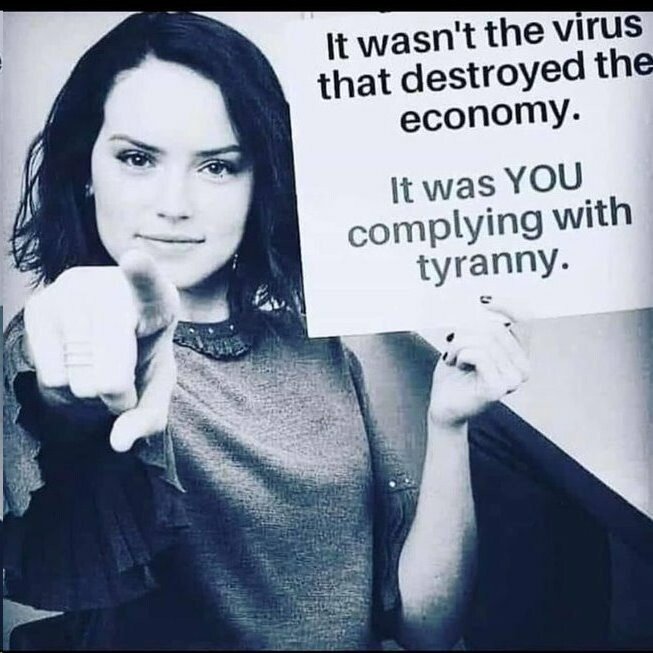 It wasn't the virus
that destroyed the
economy.
It was YOU
complying with
tyranny.